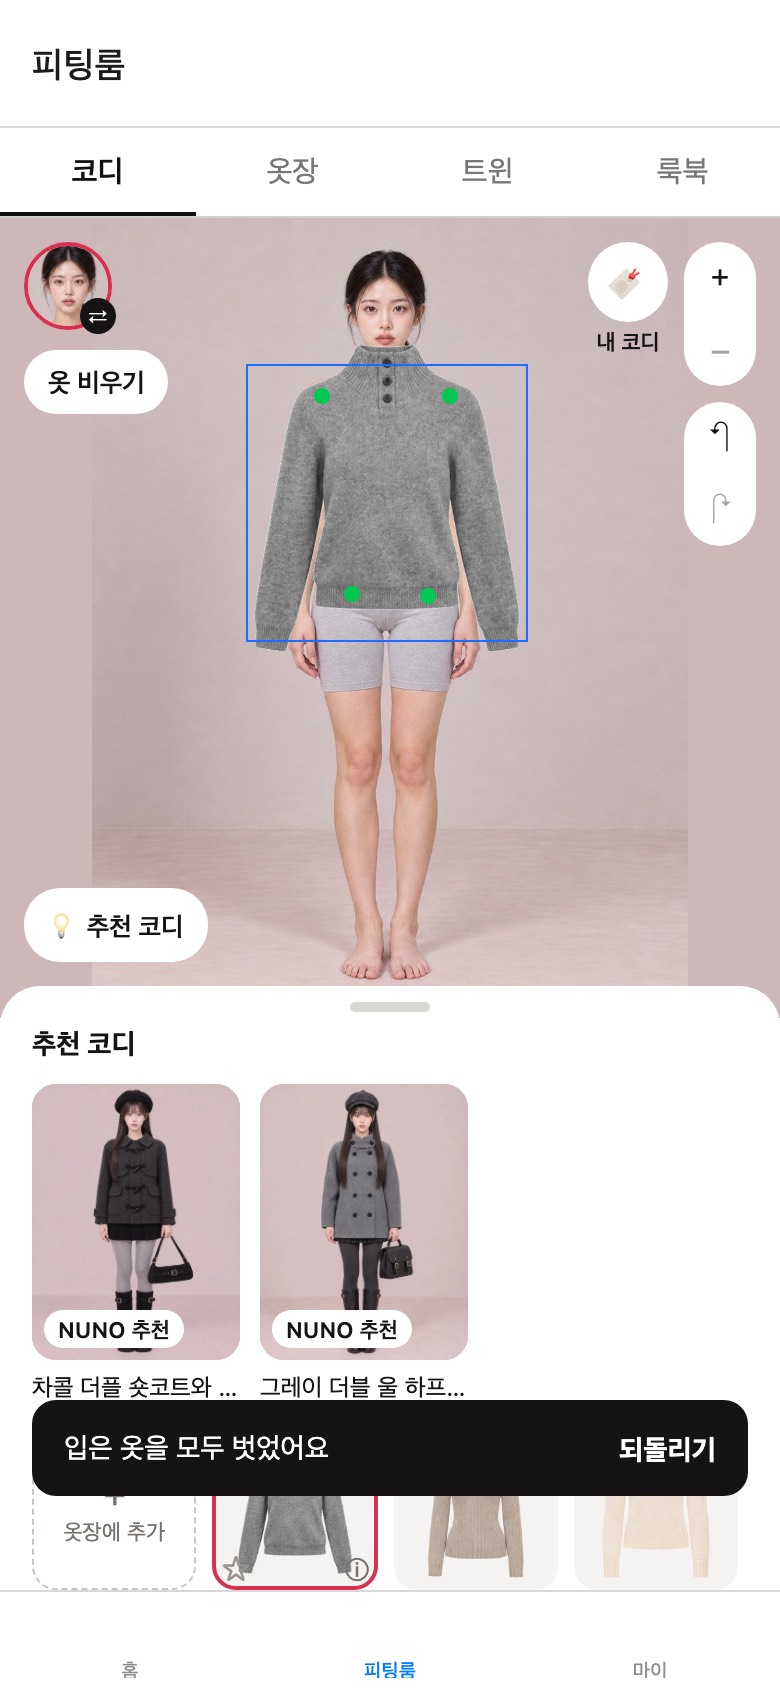 피팅룸
코디
옷장
트윈
룩북
내 코디
옷 비우기
추천 코디
추천 코디
NUNO 추천
NUNO 추천
차콜 더플 숏코트와 ...
그레이 더블 울 하프...
입은 옷을 모두 벗었어요
되돌리기
옷장에 추가
홈
피팅룸
마이